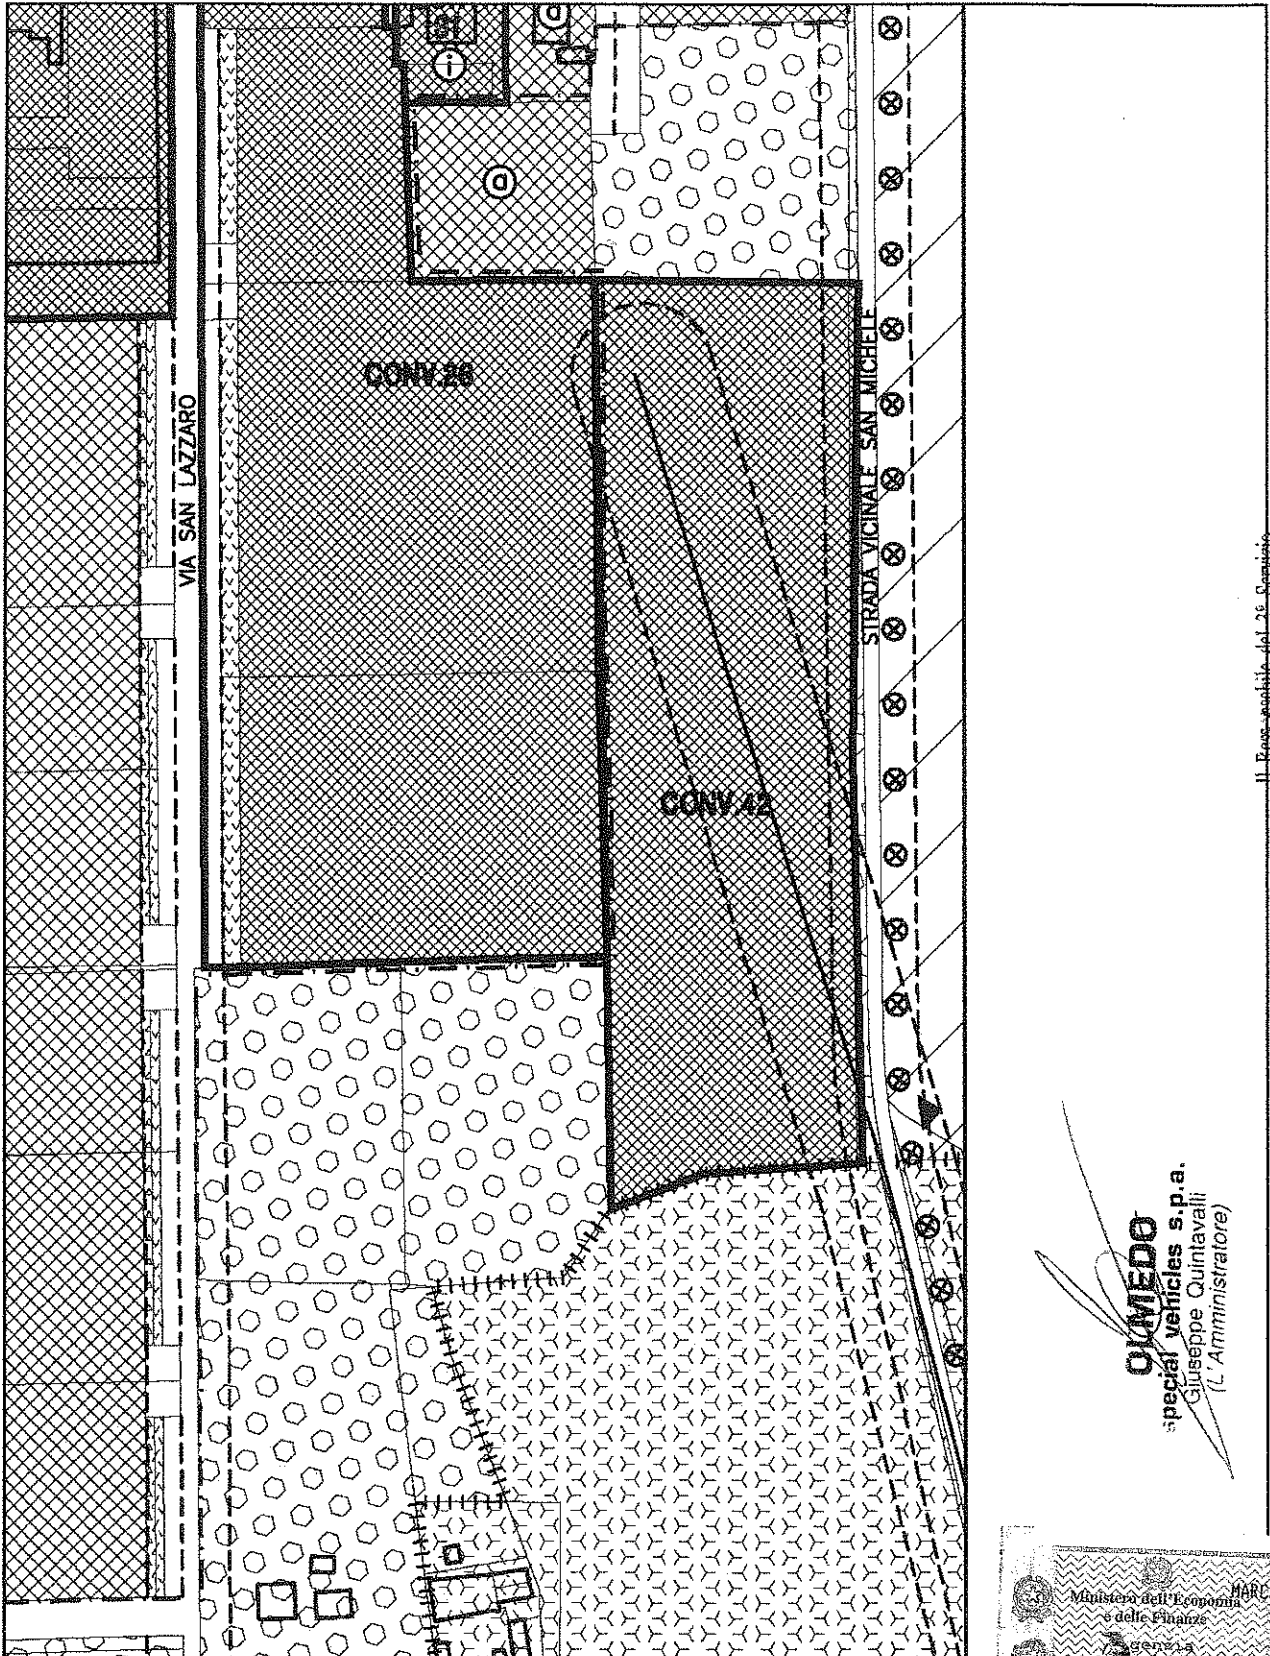 CONV.26
VIA SAN LAZZARO
STRADA VICINALE SAN MICHELE
CONV.42
OLMEDO
special vehicles s.p.a.
Giuseppe Quintavalli
(L'Amministratore)
Ministero dell'Economia
e delle Finanze